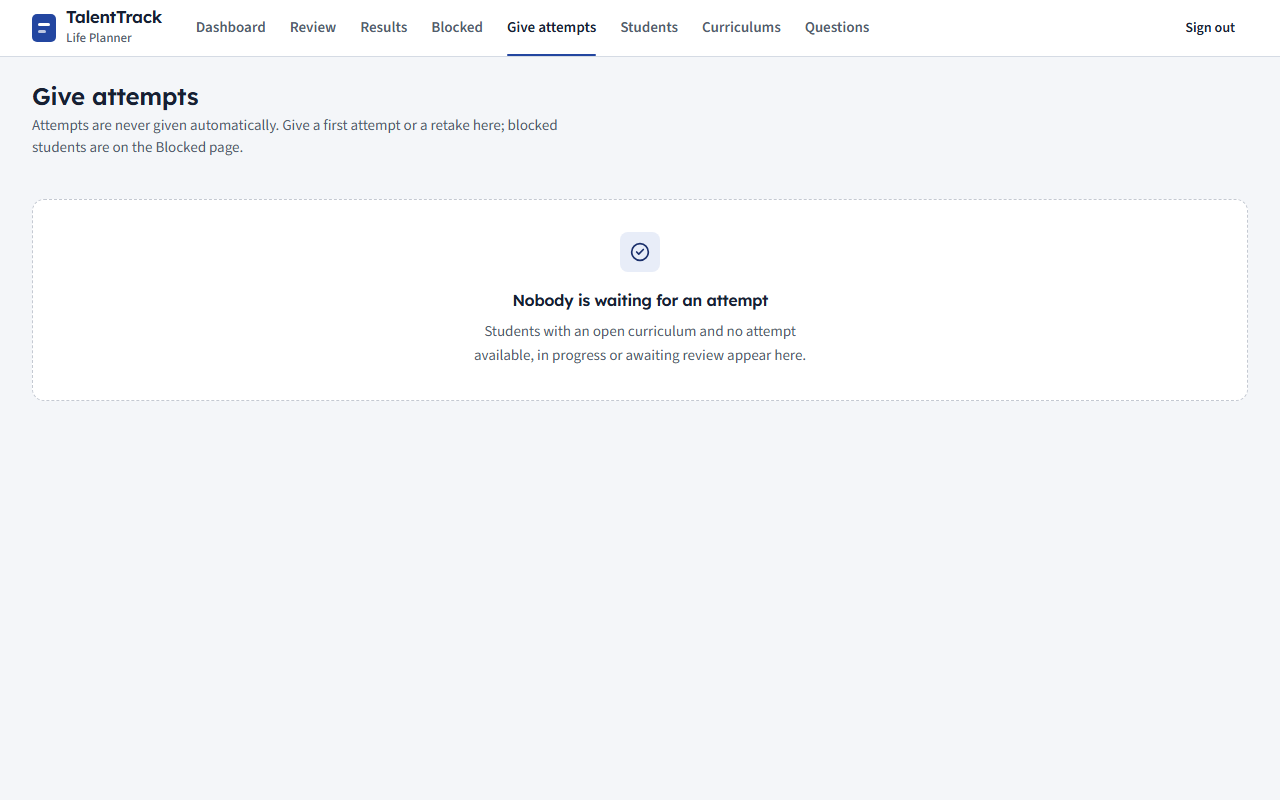 TalentTrack
Life Planner
Dashboard
Review
Results
Blocked
Give attempts
Students
Curriculums
Questions
Sign out
Give attempts
Attempts are never given automatically. Give a first attempt or a retake here; blocked
students are on the Blocked page.
Nobody is waiting for an attempt
Students with an open curriculum and no attempt
available, in progress or awaiting review appear here.